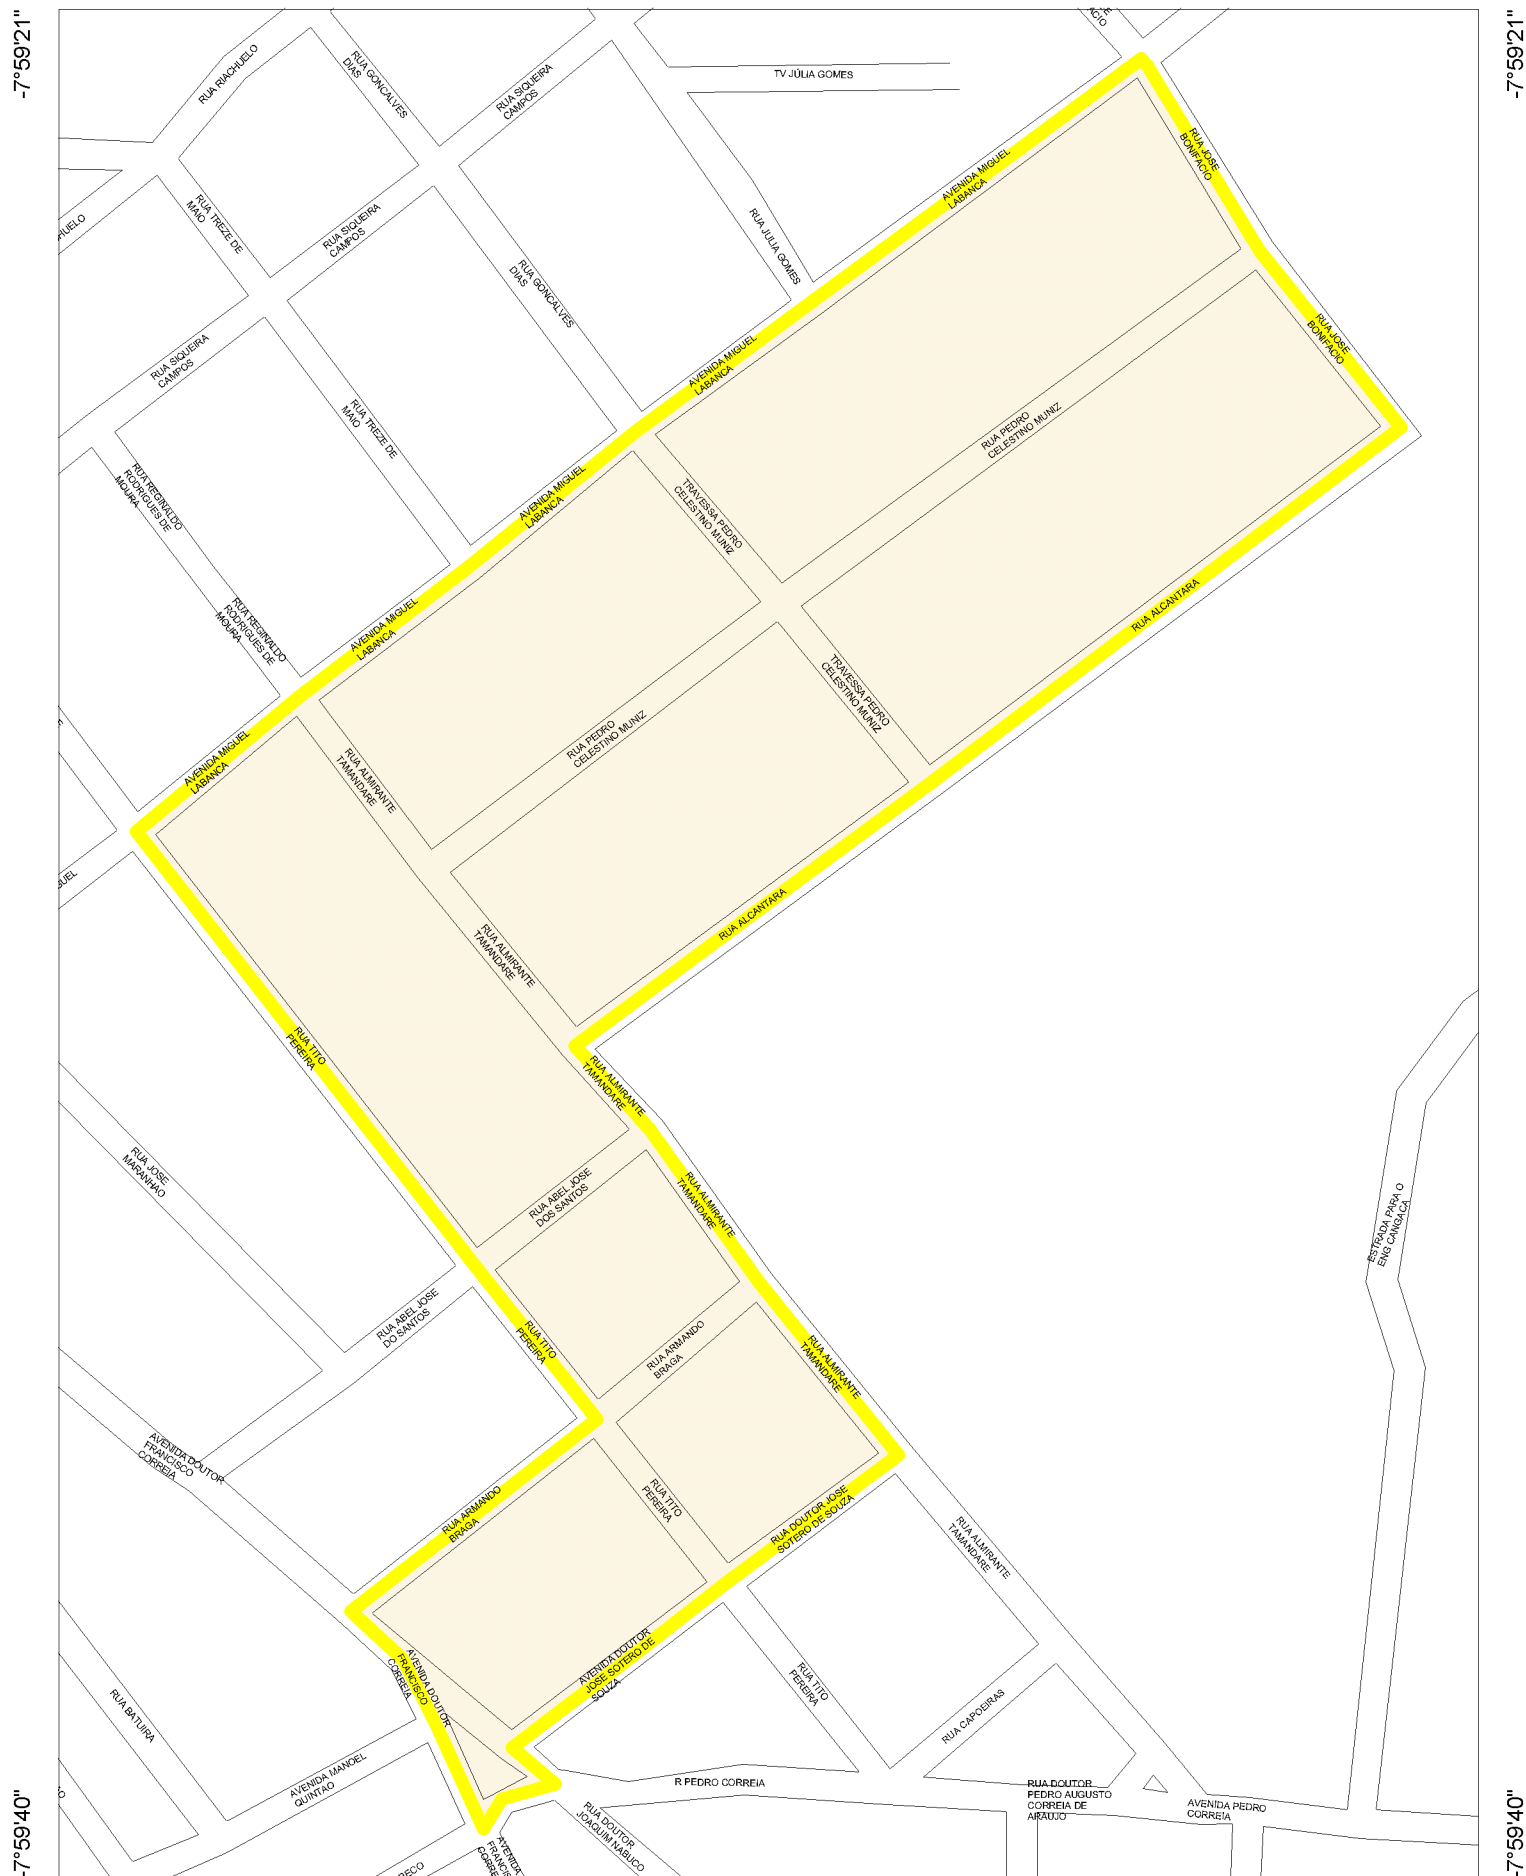 -7°59'21"
-7°59'21"
RUA RIACHUELO
RUA GONCALVES
DIAS
RUA SIQUEIRA
CAMPOS
TV JÚLIA GOMES
RUA JOSE
BONIFACIO
AVENIDA MIGUEL
LABANCA
RUA TREZE DE
MAIO
RUA SIQUEIRA
CAMPOS
RUA JULIA GOMES
RUA GONCALVES
DIAS
RUA JOSE
BONIFACIO
RUA SIQUEIRA
CAMPOS
AVENIDA MIGUEL
LABANCA
RUA TREZE DE
MAIO
RUA PEDRO
CELESTINO MUNIZ
RUA REGINALDO
RODRIGUES DE
MOURA
AVENIDA MIGUEL
LABANCA
TRAVESSA PEDRO
CELESTINO MUNIZ
RUA REGINALDO
RODRIGUES DE
MOURA
AVENIDA MIGUEL
LABANCA
RUA ALCANTARA
TRAVESSA PEDRO
CELESTINO MUNIZ
RUA PEDRO
CELESTINO MUNIZ
AVENIDA MIGUEL
LABANCA
RUA ALMIRANTE
TAMANDARE
RUA ALCANTARA
RUA ALMIRANTE
TAMANDARE
RUA TITO
PEREIRA
RUA ALMIRANTE
TAMANDARE
RUA JOSE
MARANHAO
RUA ABEL JOSE
DOS SANTOS
RUA ALMIRANTE
TAMANDARE
ESTRADA PARA O
ENG CANGACA
RUA ABEL JOSE
DO SANTOS
RUA TITO
PEREIRA
RUA ARMANDO
BRAGA
RUA ALMIRANTE
TAMANDARE
AVENIDA DOUTOR
FRANCISCO
CORREIA
RUA ARMANDO
BRAGA
RUA TITO
PEREIRA
RUA DOUTOR JOSE
SOTERO DE SOUZA
RUA ALMIRANTE
TAMANDARE
AVENIDA DOUTOR
FRANCISCO
CORREIA
AVENIDA DOUTOR
JOSE SOTERO DE
SOUZA
RUA TITO
PEREIRA
RUA BATUIRA
RUA CAPOEIRAS
AVENIDA MANOEL
QUINTAO
R PEDRO CORREIA
RUA DOUTOR
PEDRO AUGUSTO
CORREIA DE
ARAUJO
AVENIDA PEDRO
CORREIA
RUA DOUTOR
JOAQUIM NABUCO
AVENIDA
-7°59'40"
-7°59'40"